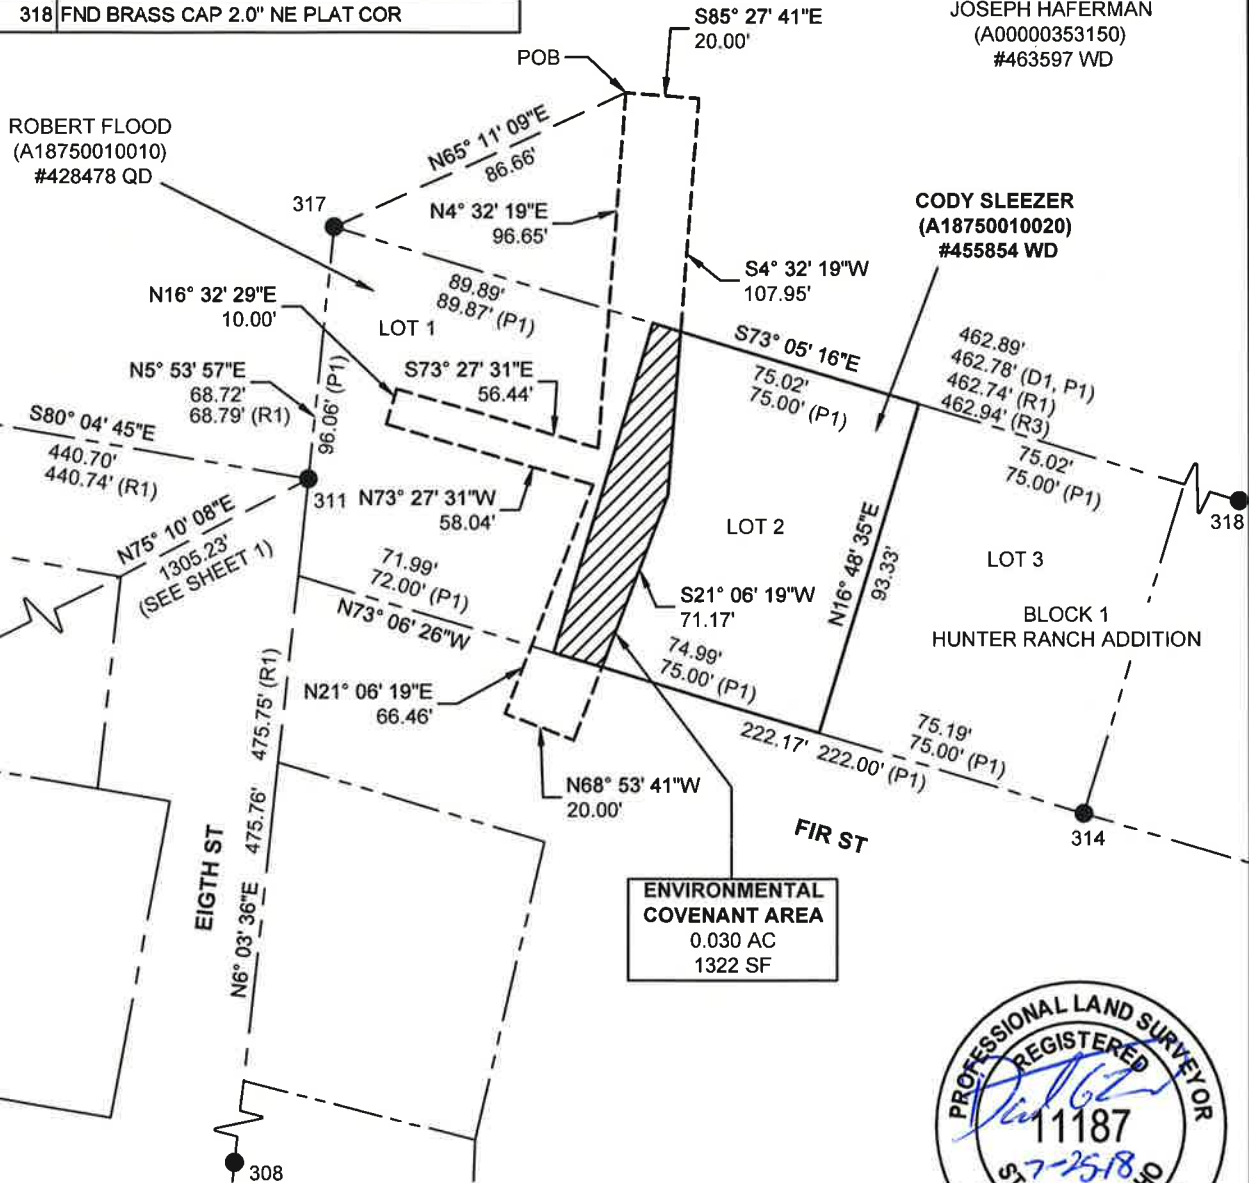 318 FND BRASS CAP 2.0" NE PLAT COR
S85° 27' 41"E
20.00'
JOSEPH HAFERMAN
(A00000353150)
#463597 WD
POB
ROBERT FLOOD
(A18750010010)
#428478 QD
N65° 11' 09"E
86.66'
317
N4° 32' 19"E
96.65'
CODY SLEEZER
(A18750010020)
#455854 WD
S4° 32' 19"W
107.95'
89.89'
89.87' (P1)
N16° 32' 29"E
10.00'
LOT 1
S73° 05' 16"E
75.02'
75.00' (P1)
462.89'
462.78' (D1, P1)
462.74' (R1)
462.94' (R3)
75.02'
75.00' (P1)
318
N5° 53' 57"E
68.72'
68.79' (R1)
96.06' (P1)
S73° 27' 31"E
56.44'
S80° 04' 45"E
440.70'
440.74' (R1)
311
N73° 27' 31"W
58.04'
N75° 10' 08"E
1305.23'
(SEE SHEET 1)
71.99'
72.00' (P1)
N73° 06' 26"W
LOT 2
N16° 48' 35"E
93.33'
LOT 3
BLOCK 1
HUNTER RANCH ADDITION
S21° 06' 19"W
71.17'
74.99'
75.00' (P1)
N21° 06' 19"E
66.46'
222.17' 222.00' (P1)
75.19'
75.00' (P1)
314
N68° 53' 41"W
20.00'
FIR ST
EIGTH ST
N6° 03' 36"E 475.76' 475.75' (R1)
ENVIRONMENTAL
COVENANT AREA
0.030 AC
1322 SF
308
PROFESSIONAL LAND SURVEYOR
REGISTERED
11187
7-25-18